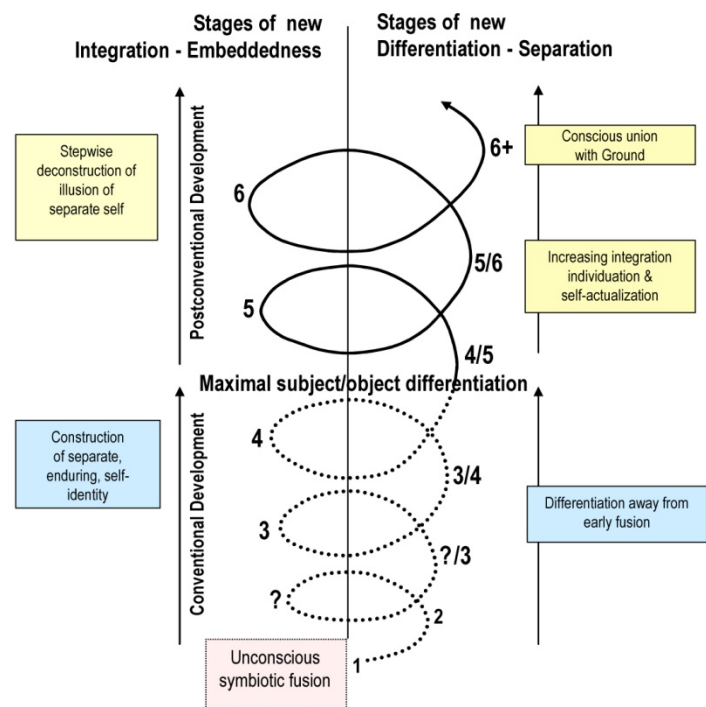 Stages of new
Integration - Embeddedness
Stages of new
Differentiation - Separation
Stepwise
deconstruction of
illusion of
separate self
Postconventional Development
6+
Conscious union
with Ground
6
5/6
Increasing integration
individuation &
self-actualization
5
4/5
Maximal subject/object differentiation
Construction
of separate,
enduring, self-
identity
Conventional Development
4
3/4
Differentiation away from
early fusion
3
?/3
?
2
Unconscious
symbiotic fusion
1